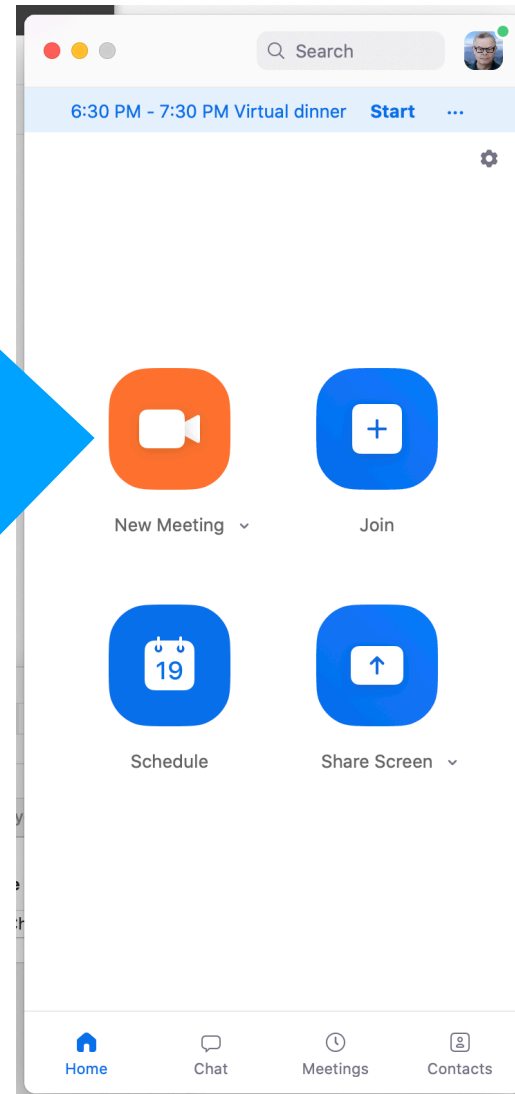 Search
6:30 PM - 7:30 PM Virtual dinner Start ...
New Meeting Join
19
Schedule Share Screen
Home Chat Meetings Contacts